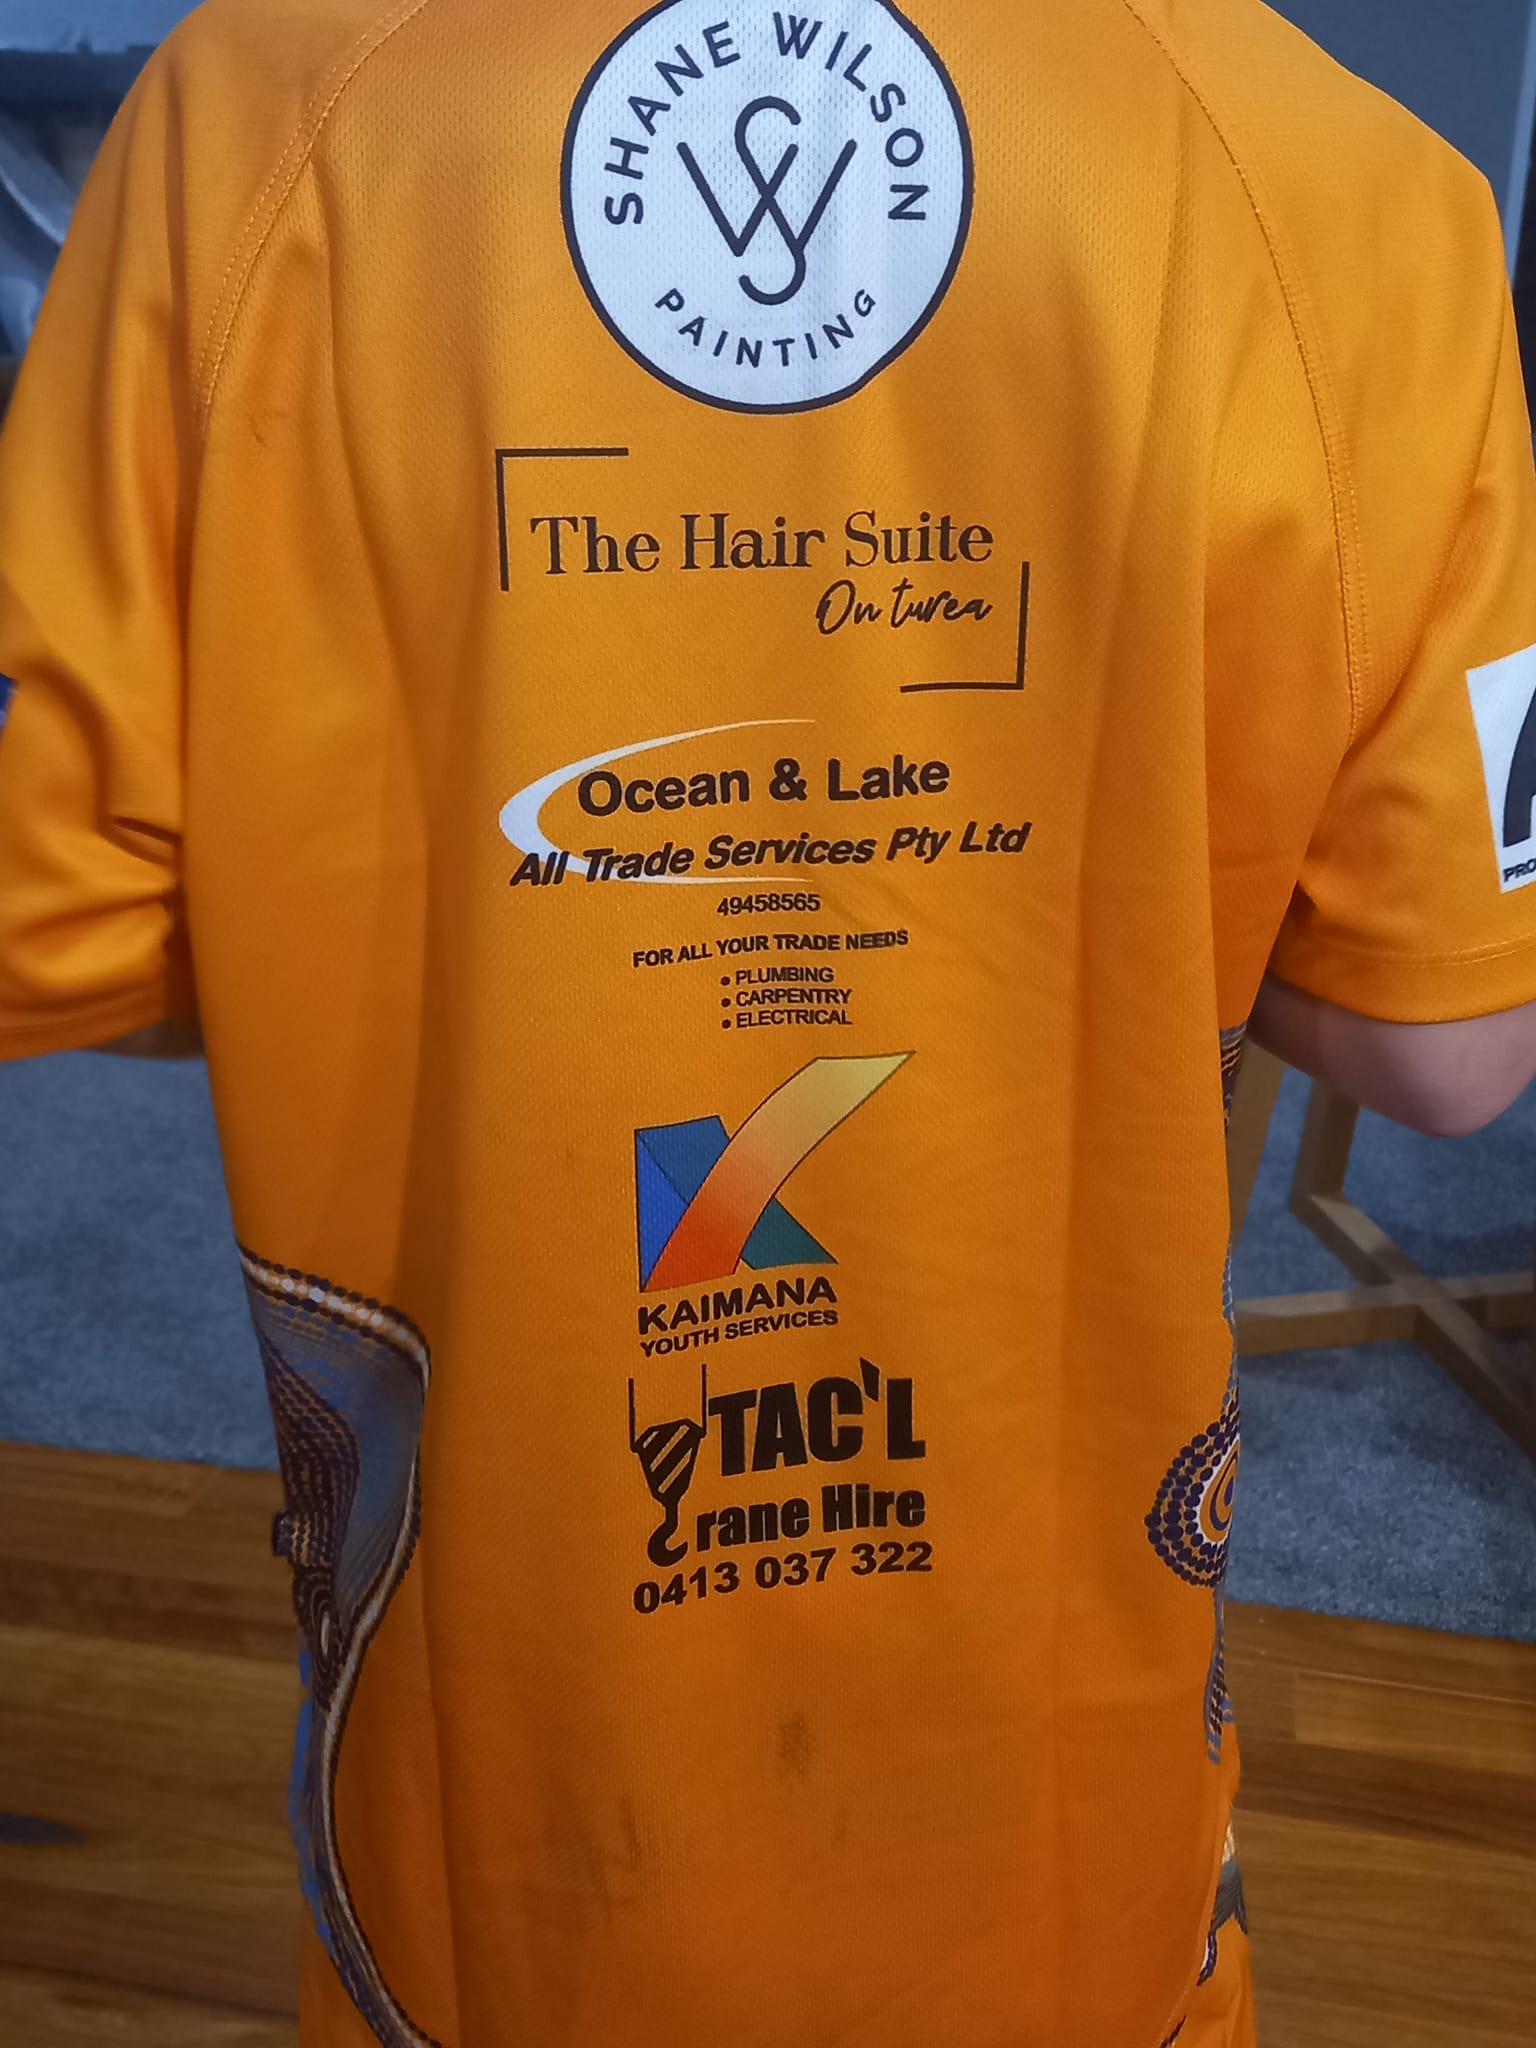 SHANE WILSON
PAINTING
The Hair Suite
On turea
Ocean & Lake
All Trade Services Pty Ltd
49458565
FOR ALL YOUR TRADE NEEDS
• PLUMBING
• CARPENTRY
• ELECTRICAL
KAIMANA
YOUTH SERVICES
TAC'L
Crane Hire
0413 037 322